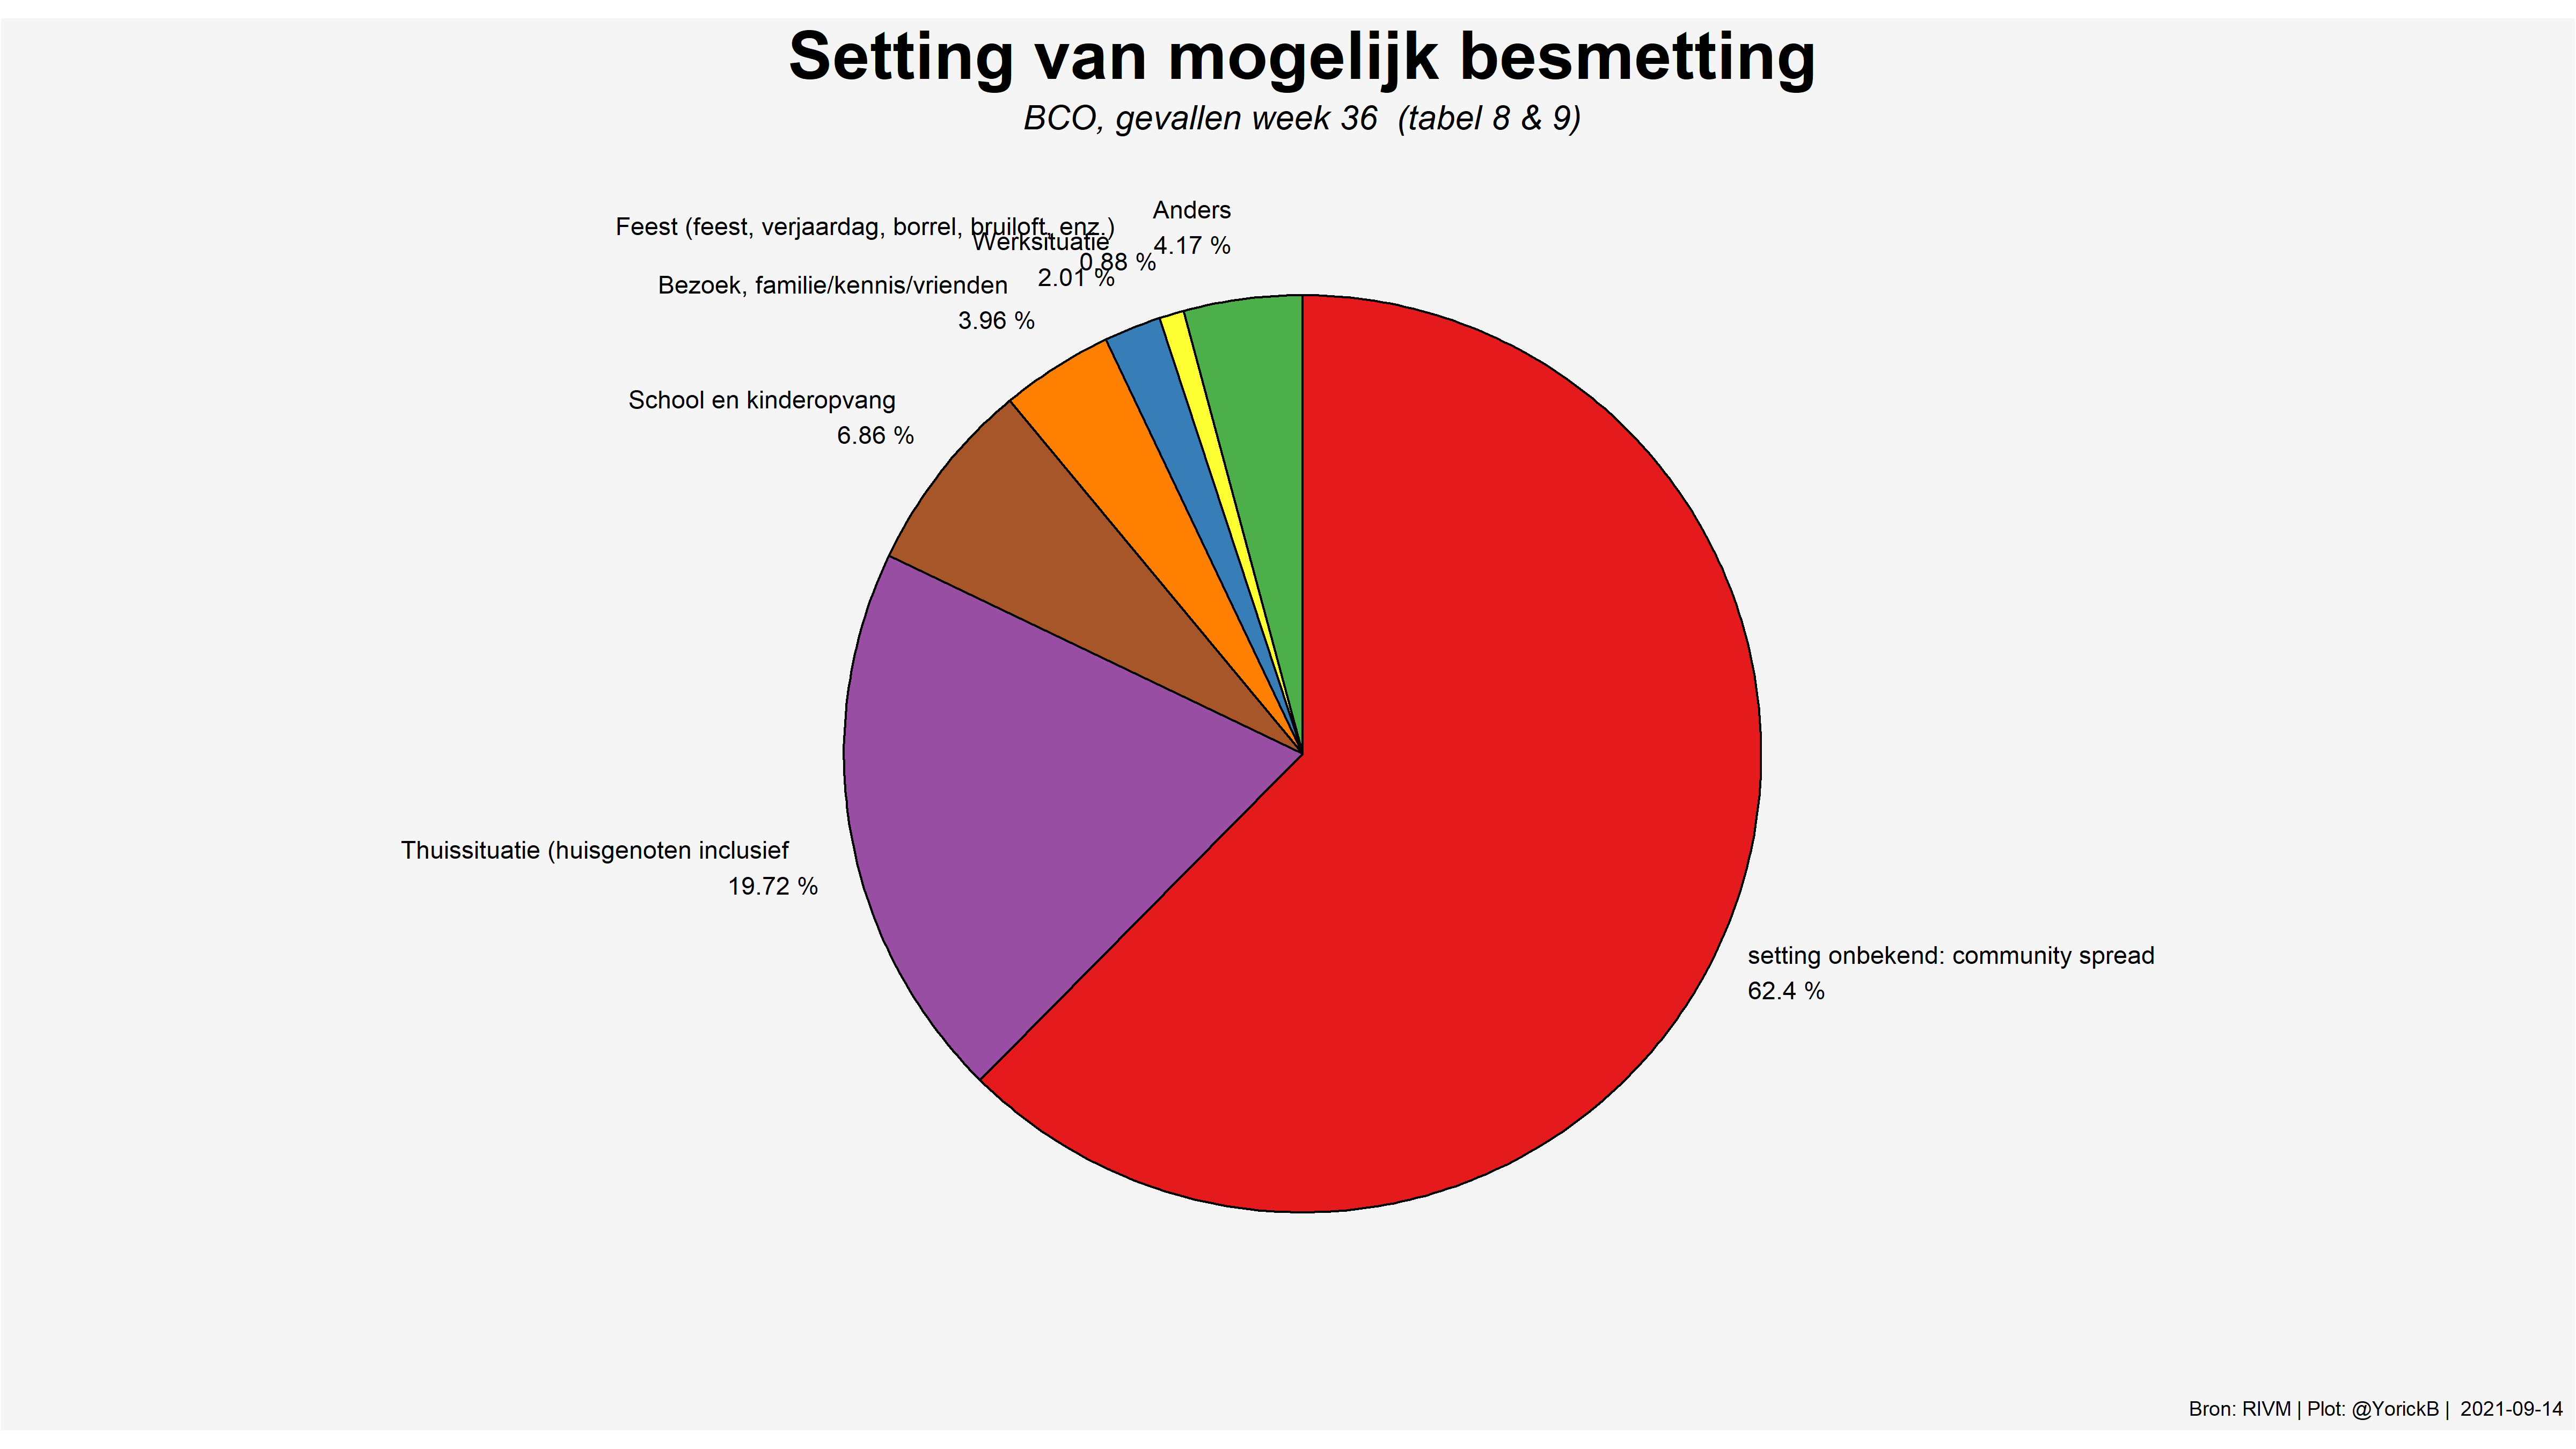 Setting van mogelijk besmetting
BCO, gevallen week 36 (tabel 8 & 9)
Anders
4.17 %
Feest (feest, verjaardag, borrel, bruiloft, enz.)
0.88 %
Werksituatie
2.01 %
Bezoek, familie/kennis/vrienden
3.96 %
School en kinderopvang
6.86 %
Thuissituatie (huisgenoten inclusief
19.72 %
setting onbekend: community spread
62.4 %
Bron: RIVM | Plot: @YorickB | 2021-09-14